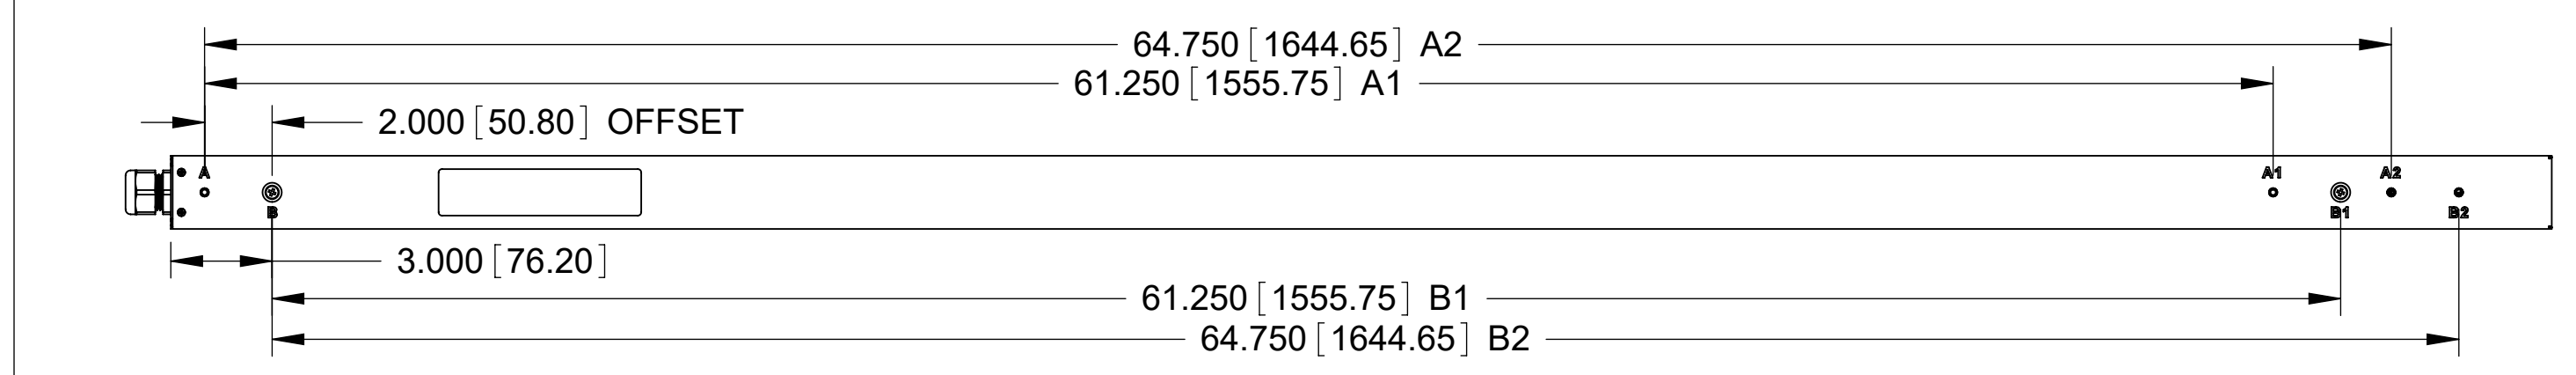 64.750 [1644.65] A2
61.250 [1555.75] A1
2.000 [50.80] OFFSET
A
A1
A2
B
B1
B2
3.000 [76.20]
61.250 [1555.75] B1
64.750 [1644.65] B2